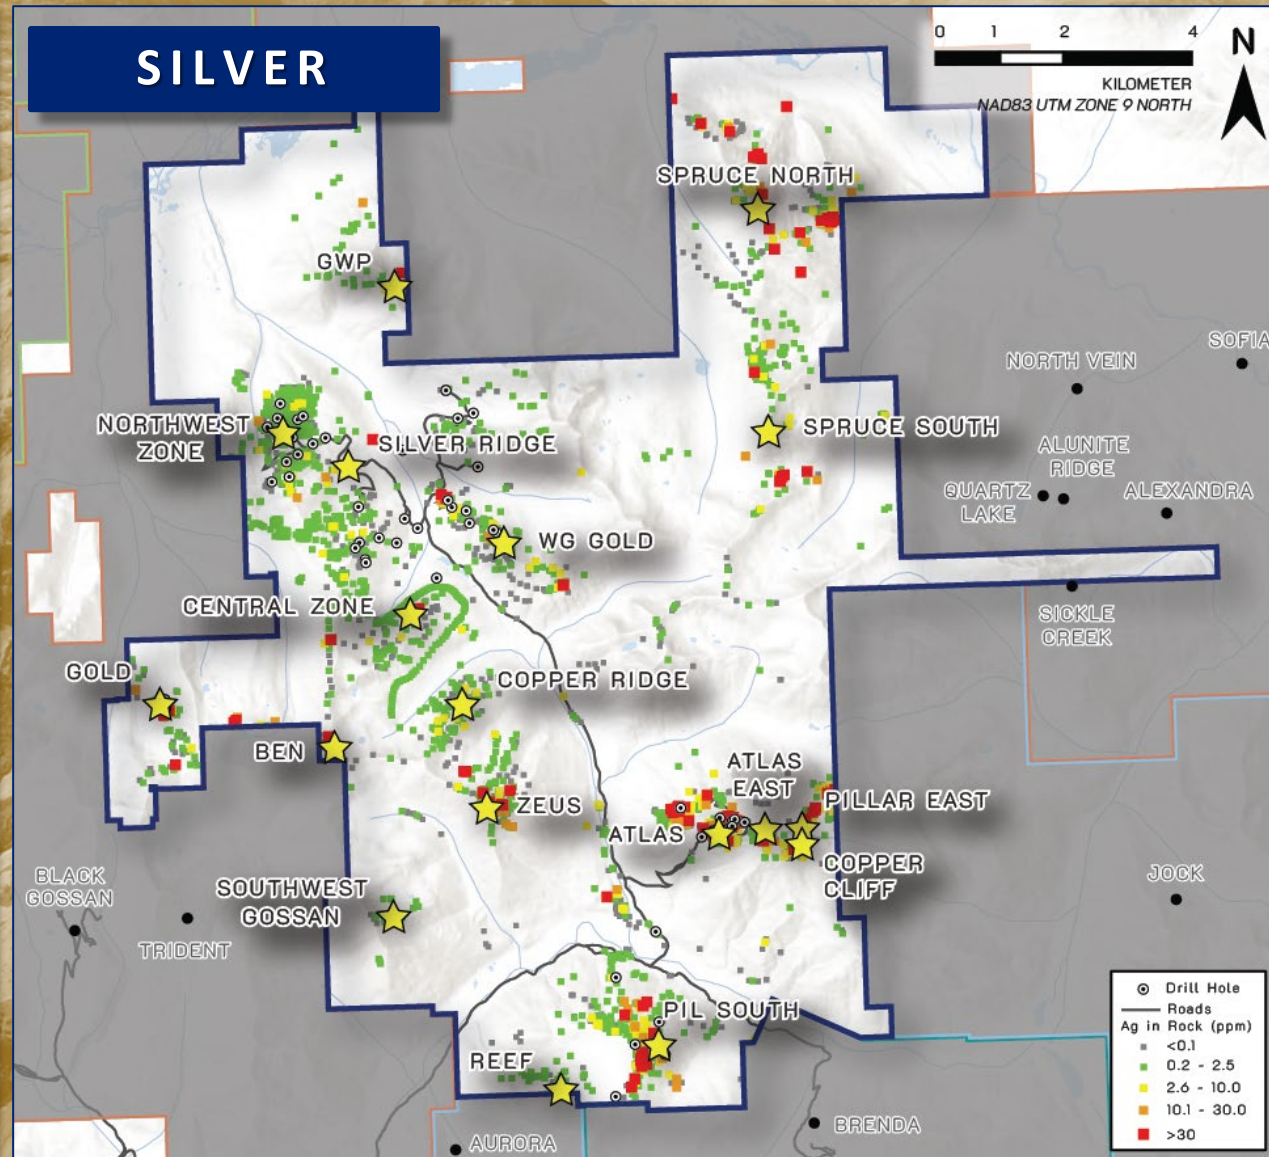 SILVER
0 1 2 4
KILOMETER
NAD83 UTM ZONE 9 NORTH
N
SPRUCE NORTH
GWP
SOFIA
NORTH VEIN
NORTHWEST
ZONE
SILVER RIDGE
SPRUCE SOUTH
ALUNITE
RIDGE
QUARTZ
LAKE
ALEXANDRA
WG GOLD
CENTRAL ZONE
SICKLE
CREEK
GOLD
COPPER RIDGE
BEN
ATLAS
EAST
ZEUS
PILLAR EAST
ATLAS
COPPER
CLIFF
BLACK
GOSSAN
SOUTHWEST
GOSSAN
JOCK
TRIDENT
PIL SOUTH
REEF
BRENDA
AURORA
Drill Hole
Roads
Ag in Rock (ppm)
<0.1
0.2 - 2.5
2.6 - 10.0
10.1 - 30.0
>30